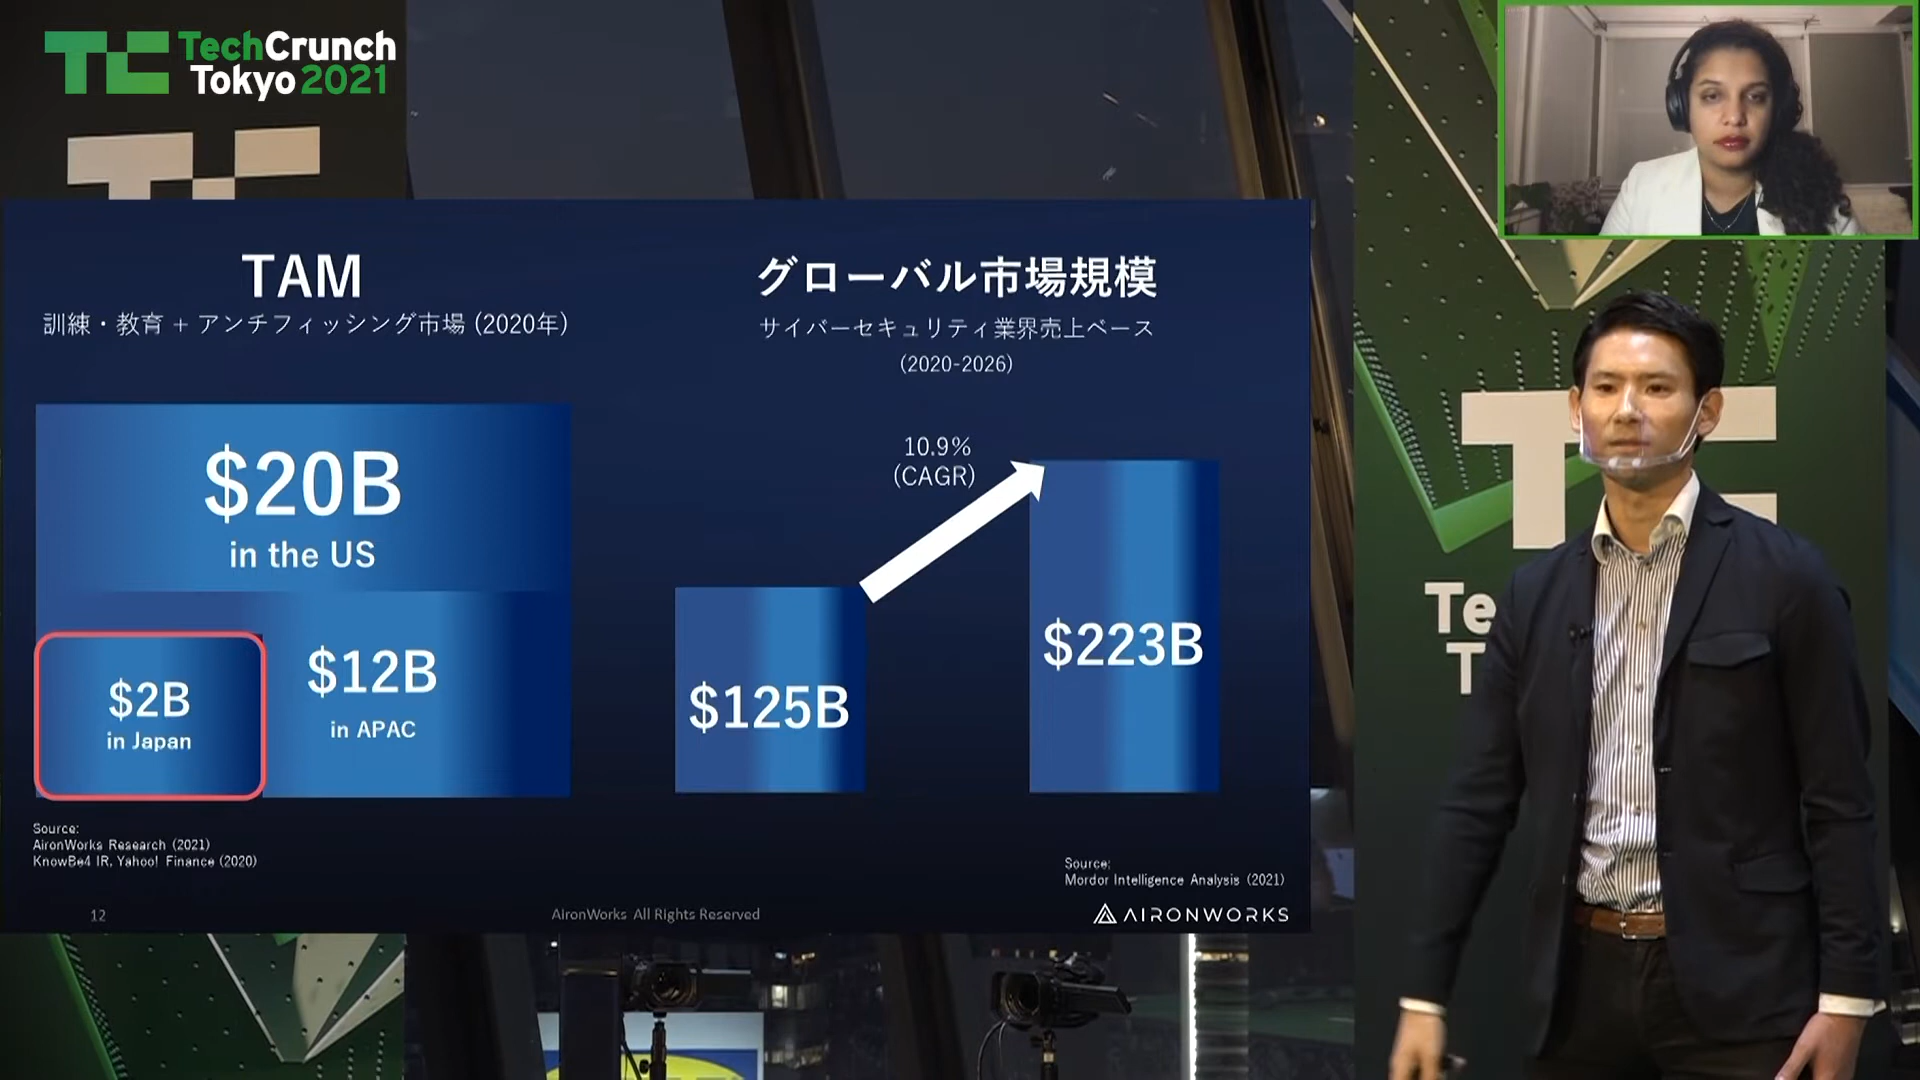 TechCrunch
Tokyo 2021
TAM
訓練・教育 + アンチフィッシング市場 (2020年)
$20B
in the US
$2B
in Japan
$12B
in APAC
Source:
AironWorks Research (2021)
KnowBe4 IR, Yahoo! Finance (2020)
グローバル市場規模
サイバーセキュリティ業界売上ベース
(2020-2026)
10.9%
(CAGR)
$125B
$223B
Source:
Mordor Intelligence Analysis (2021)
12
AironWorks All Rights Reserved
AIRONWORKS
Te
T